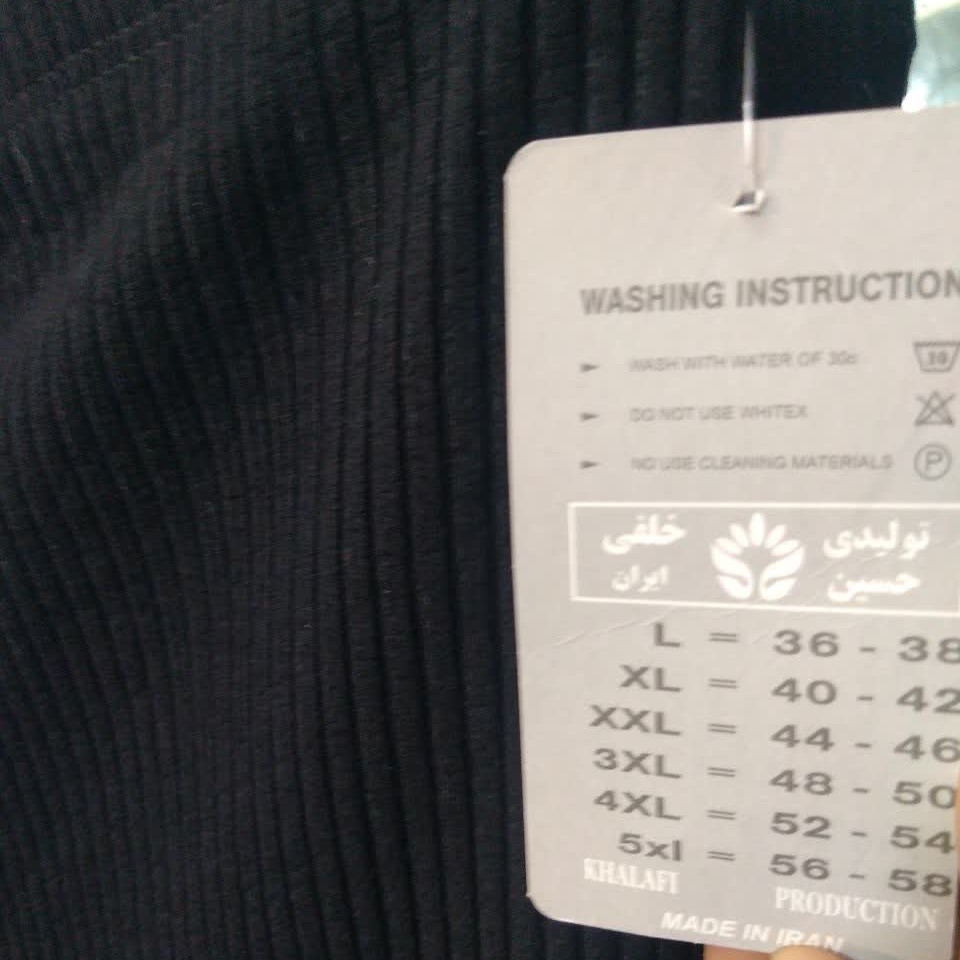 WASHING INSTRUCTION
WASH WITH WATER OF 30c
30
DO NOT USE WHITEX
NO USE CLEANING MATERIALS
P
تولیدی خلفی
حسین ایران
L = 36 - 38
XL = 40 - 42
XXL = 44 - 46
3XL = 48 - 50
4XL = 52 - 54
5xl = 56 - 58
KHALAFI PRODUCTION
MADE IN IRAN